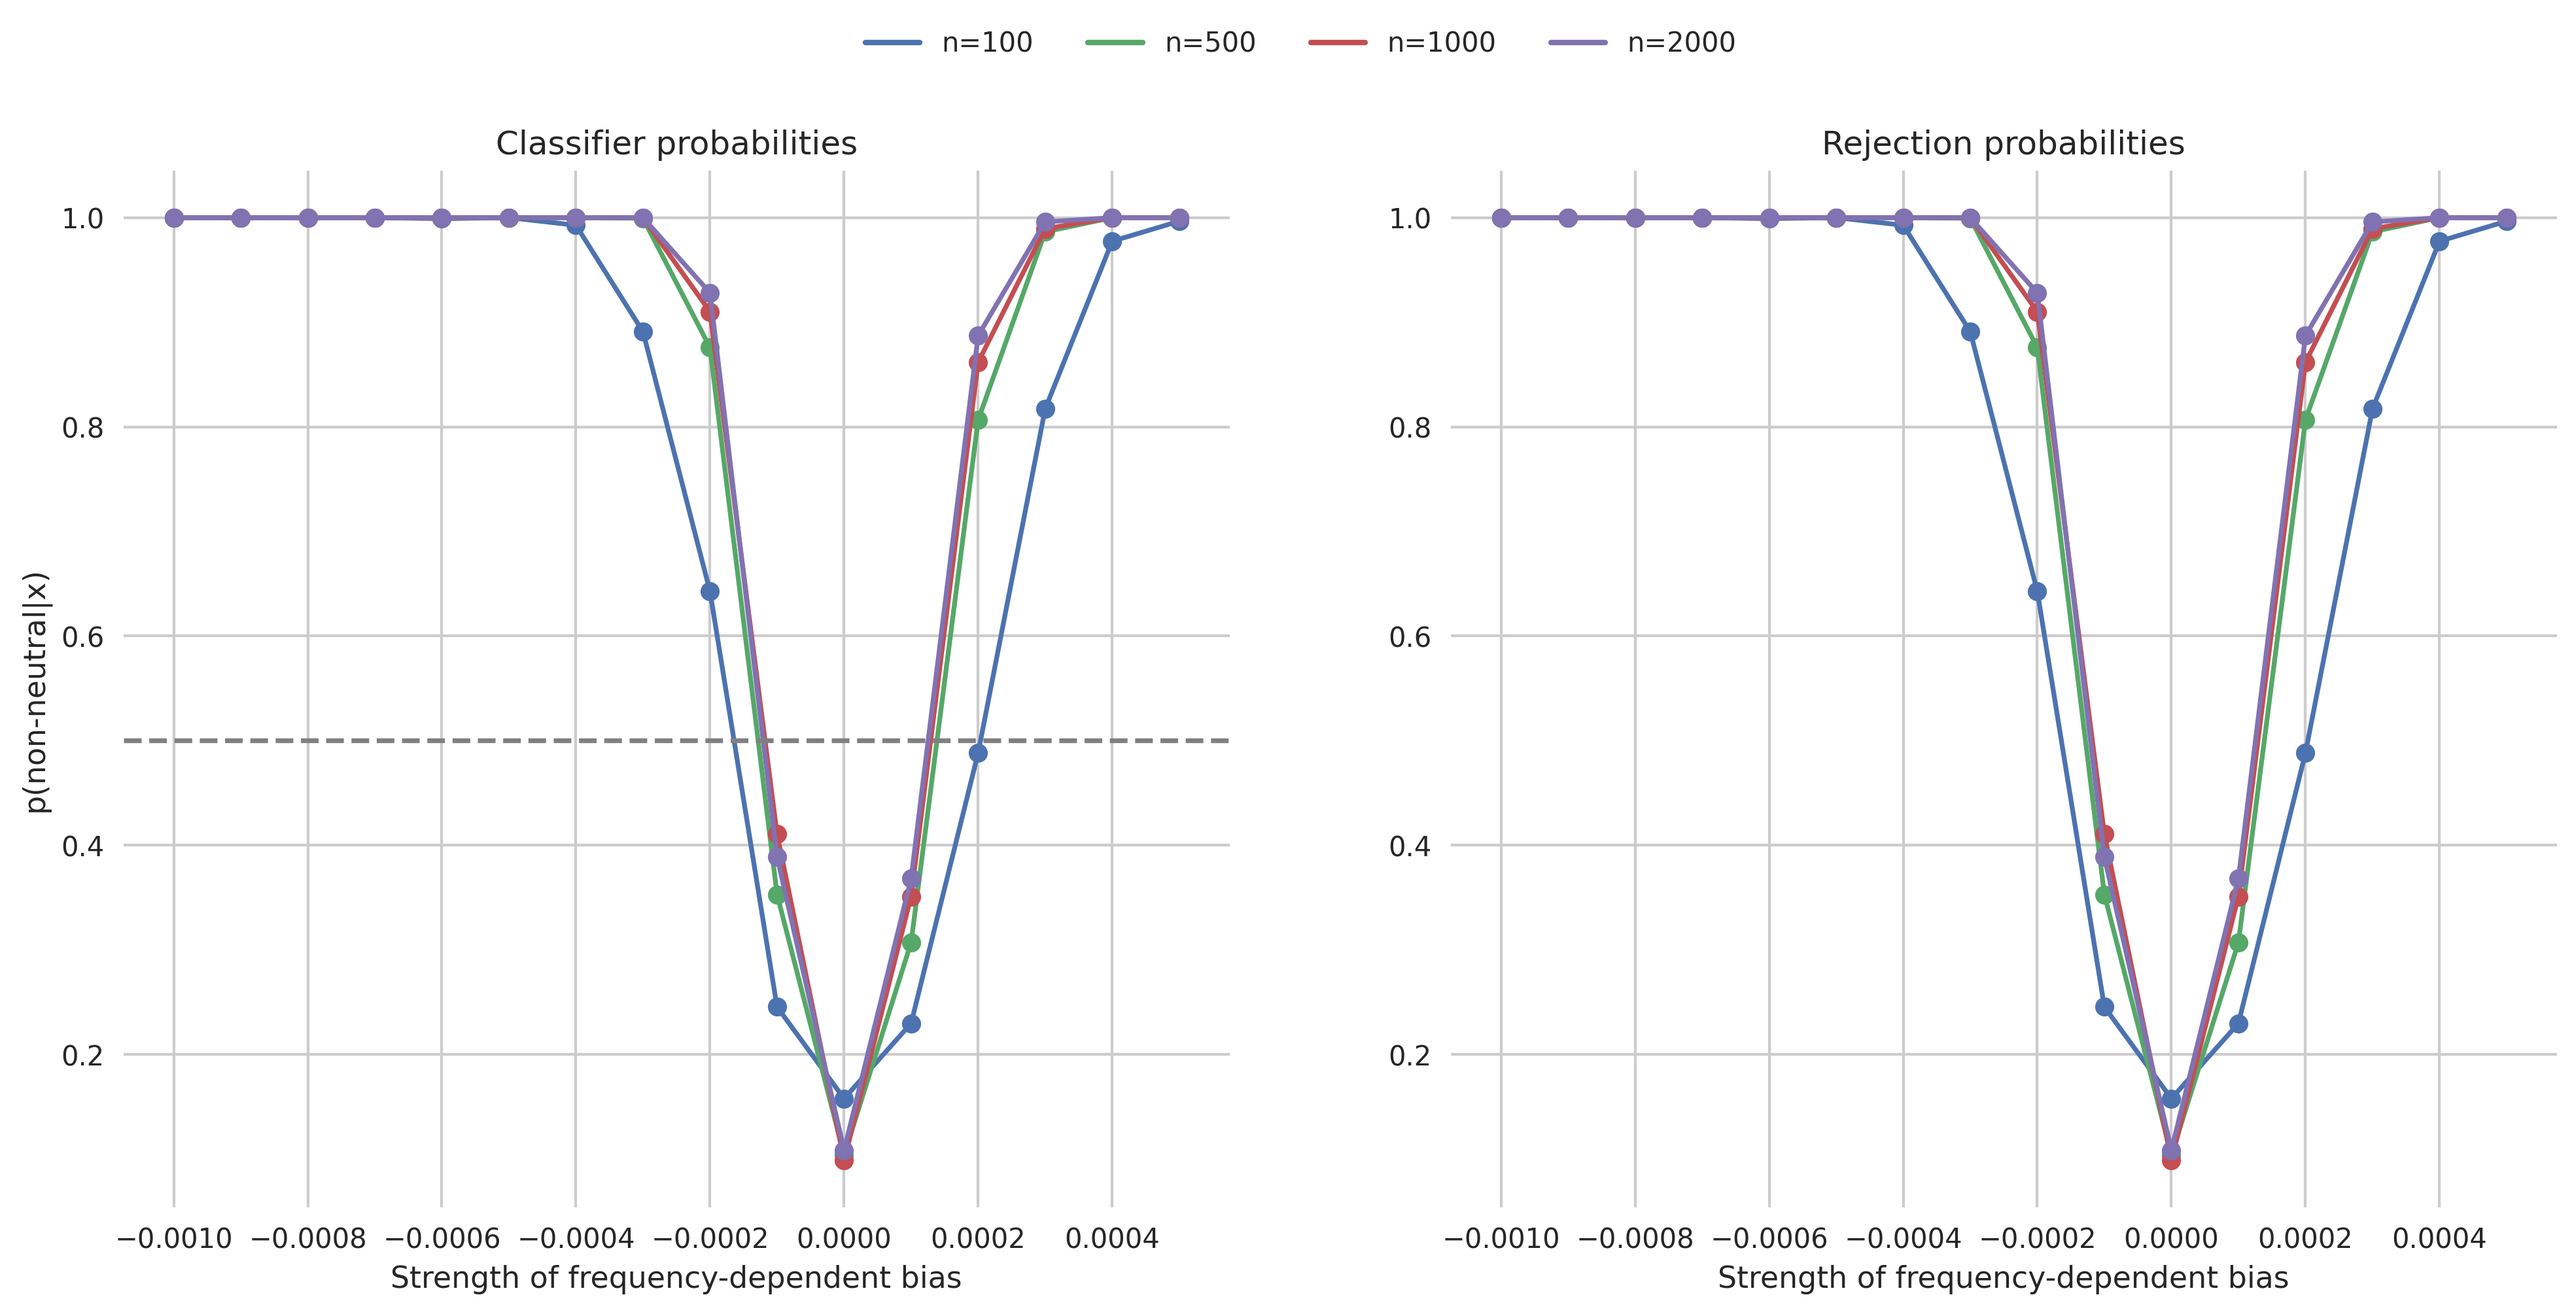 n=100 n=500 n=1000 n=2000
Classifier probabilities
Rejection probabilities
p(non-neutral|x)
1.0
0.8
0.6
0.4
0.2
−0.0010 −0.0008 −0.0006 −0.0004 −0.0002 0.0000 0.0002 0.0004
Strength of frequency-dependent bias
1.0
0.8
0.6
0.4
0.2
−0.0010 −0.0008 −0.0006 −0.0004 −0.0002 0.0000 0.0002 0.0004
Strength of frequency-dependent bias